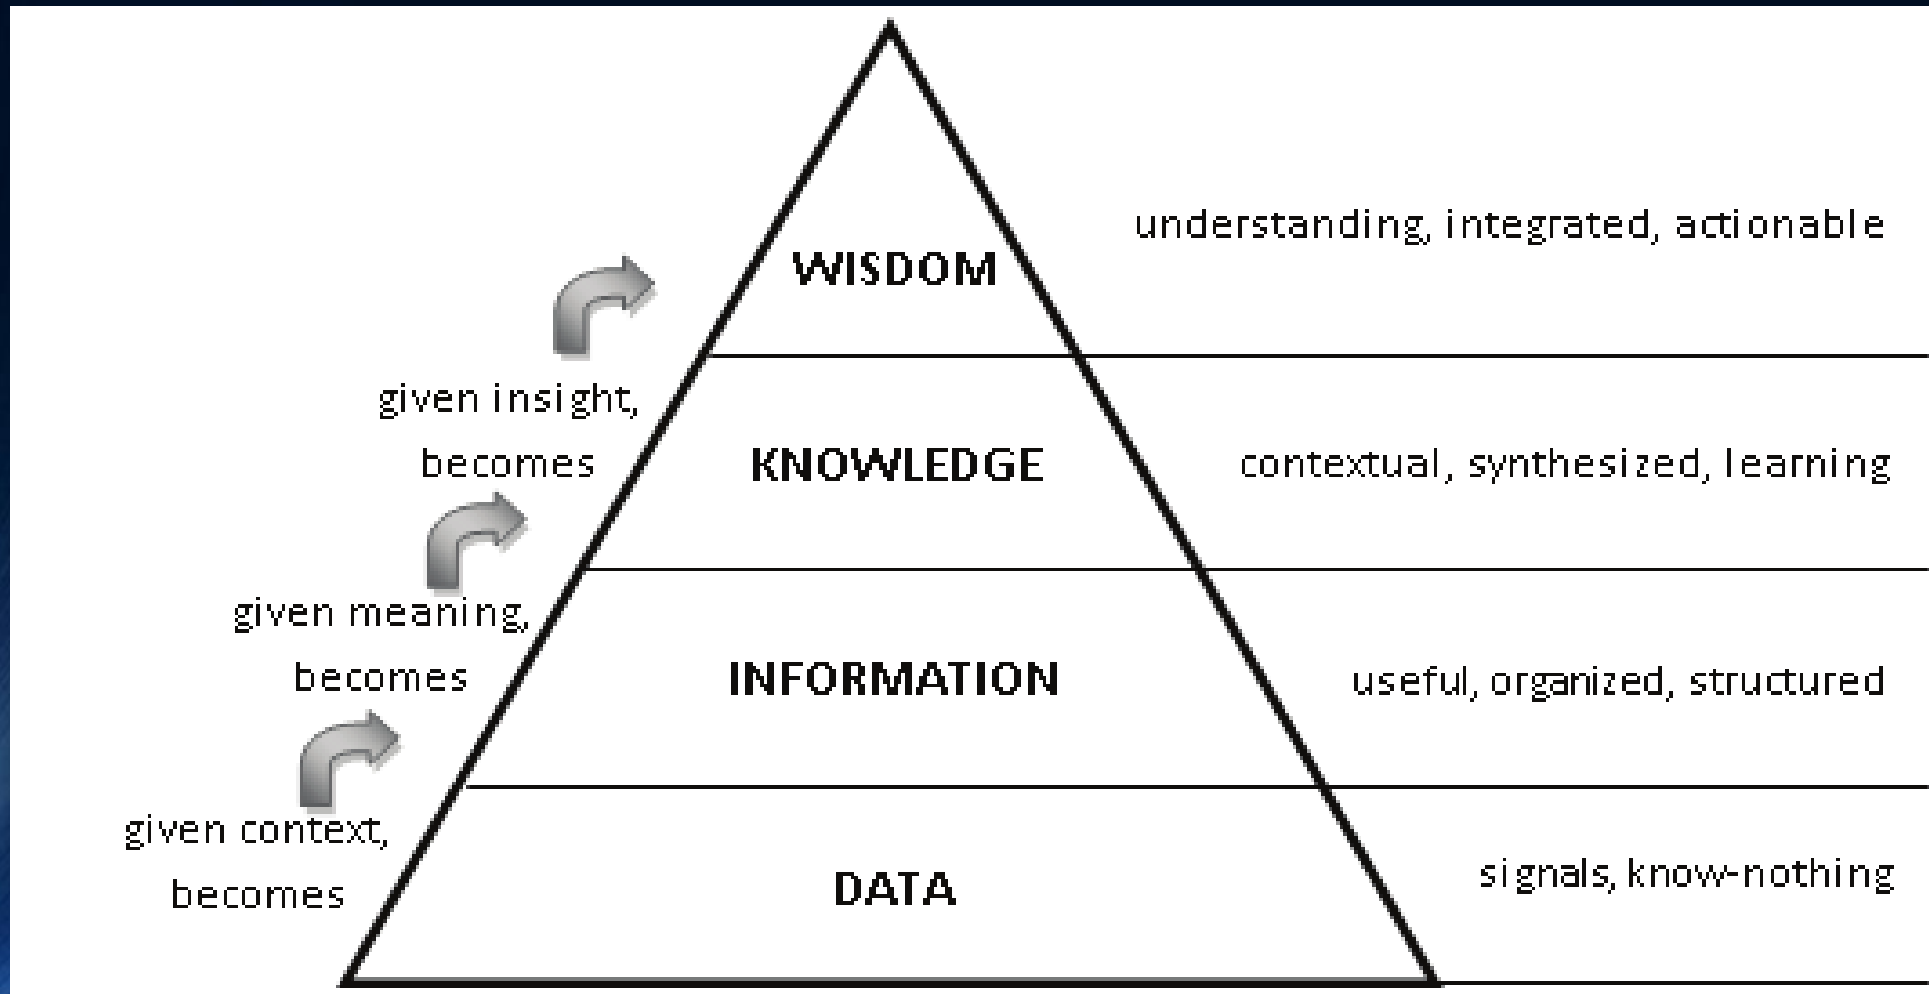 understanding, integrated, actionable
WISDOM
given insight,
becomes
KNOWLEDGE
contextual, synthesized, learning
given meaning,
becomes
INFORMATION
useful, organized, structured
given context,
becomes
DATA
signals, know-nothing